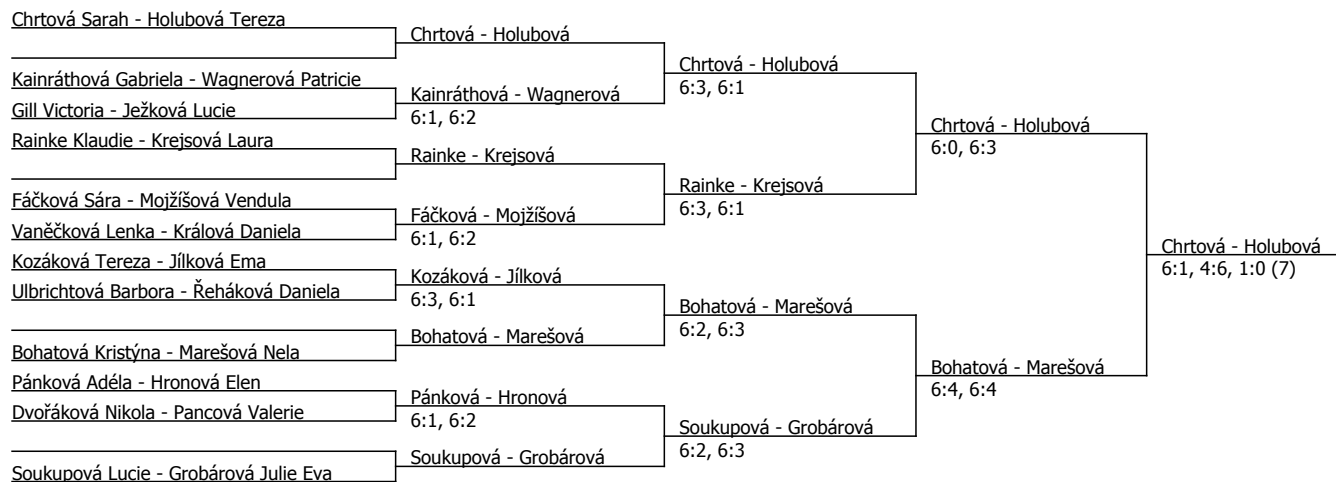 Chrtová Sarah - Holubová Tereza
Kainráthová Gabriela - Wagnerová Patricie
Gill Victoria - Ježková Lucie
Rainke Klaudie - Krejsová Laura
Fáčková Sára - Mojžíšová Vendula
Vaněčková Lenka - Králová Daniela
Kozáková Tereza - Jílková Ema
Ulbrichtová Barbora - Řeháková Daniela
Bohatová Kristýna - Marešová Nela
Pánková Adéla - Hronová Elen
Dvořáková Nikola - Pancová Valerie
Soukupová Lucie - Grobárová Julie Eva
Chrtová - Holubová
Kainráthová - Wagnerová
6:1, 6:2
Rainke - Krejsová
Fáčková - Mojžíšová
6:1, 6:2
Kozáková - Jílková
6:3, 6:1
Bohatová - Marešová
Pánková - Hronová
6:1, 6:2
Soukupová - Grobárová
Chrtová - Holubová
6:3, 6:1
Rainke - Krejsová
6:3, 6:1
Bohatová - Marešová
6:2, 6:3
Soukupová - Grobárová
6:2, 6:3
Chrtová - Holubová
6:0, 6:3
Bohatová - Marešová
6:4, 6:4
Chrtová - Holubová
6:1, 4:6, 1:0 (7)